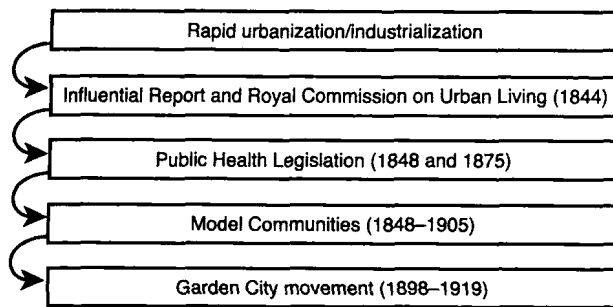 Rapid urbanization/industrialization
Influential Report and Royal Commission on Urban Living (1844)
Public Health Legislation (1848 and 1875)
Model Communities (1848–1905)
Garden City movement (1898–1919)